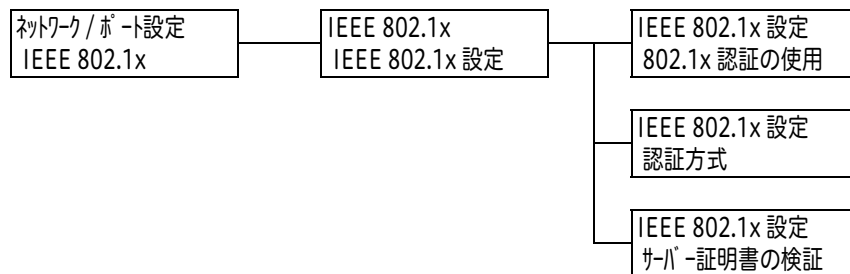 ﾈｯﾄﾜｰｸ / ﾎﾟｰﾄ設定
IEEE 802.1x
IEEE 802.1x
IEEE 802.1x 設定
IEEE 802.1x 設定
802.1x 認証の使用
IEEE 802.1x 設定
認証方式
IEEE 802.1x 設定
ｻｰﾊﾞｰ証明書の検証